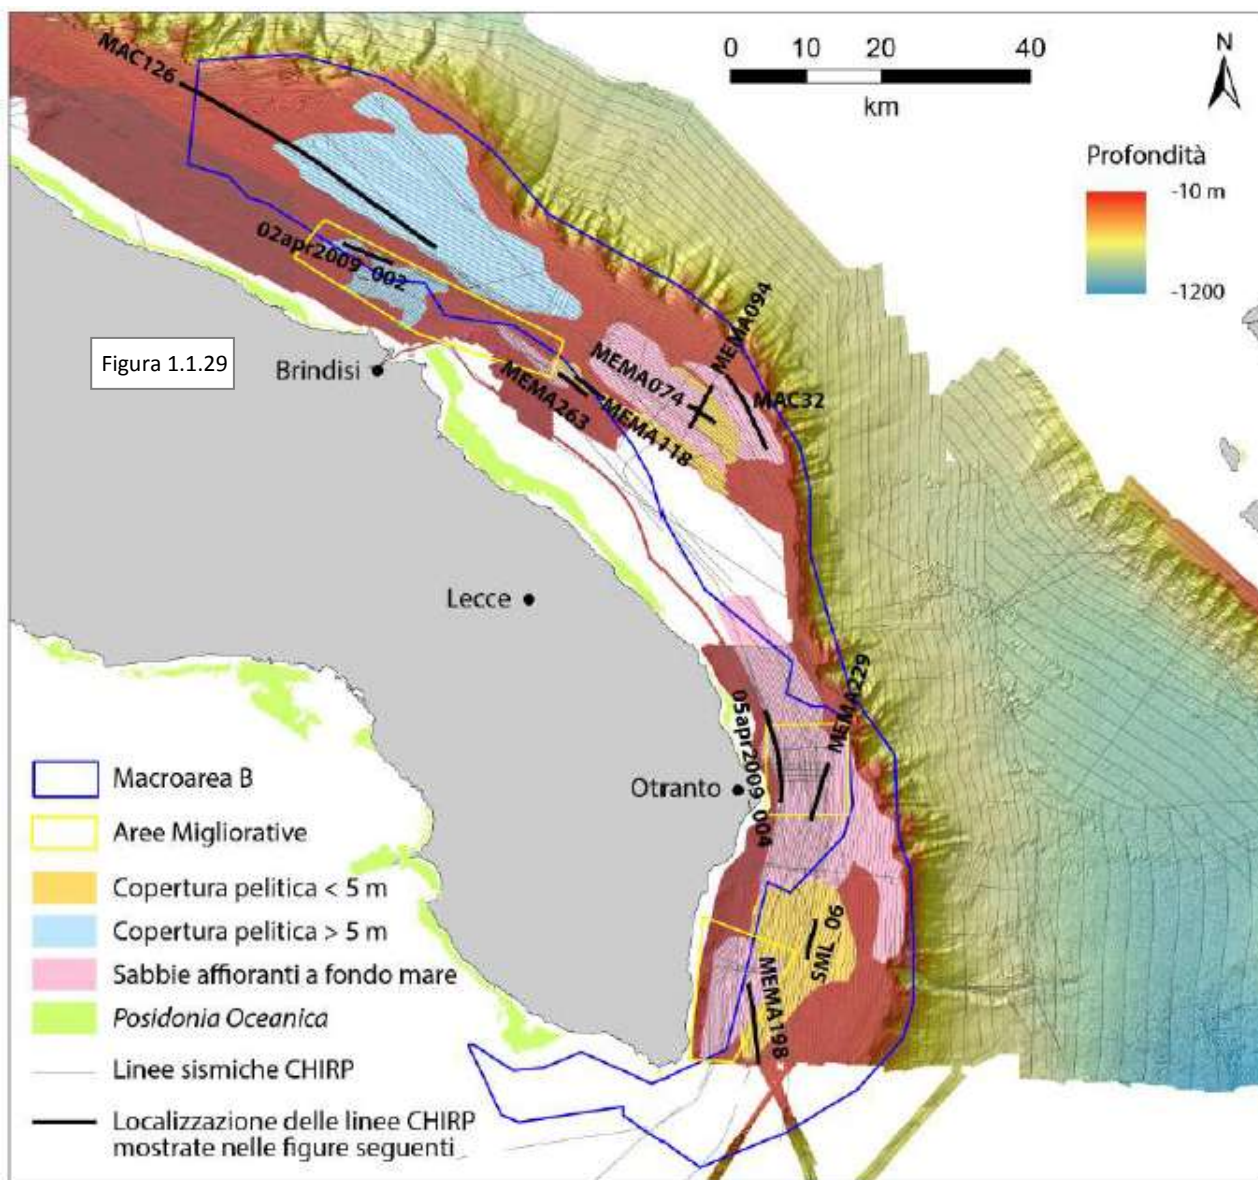 0 10 20 40
km
N
Profondità
-10 m
-1200
MAC126
02apr2009_002
Figura 1.1.29
Brindisi
MEMA263
MEMA118
MEMA074
MEMA094
MAC32
Lecce
MEMA229
05apr2009_004
Otranto
SML_06
MEMA198
Macroarea B
Aree Migliorative
Copertura pelitica < 5 m
Copertura pelitica > 5 m
Sabbie affioranti a fondo mare
Posidonia Oceanica
Linee sismiche CHIRP
Localizzazione delle linee CHIRP
mostrate nelle figure seguenti